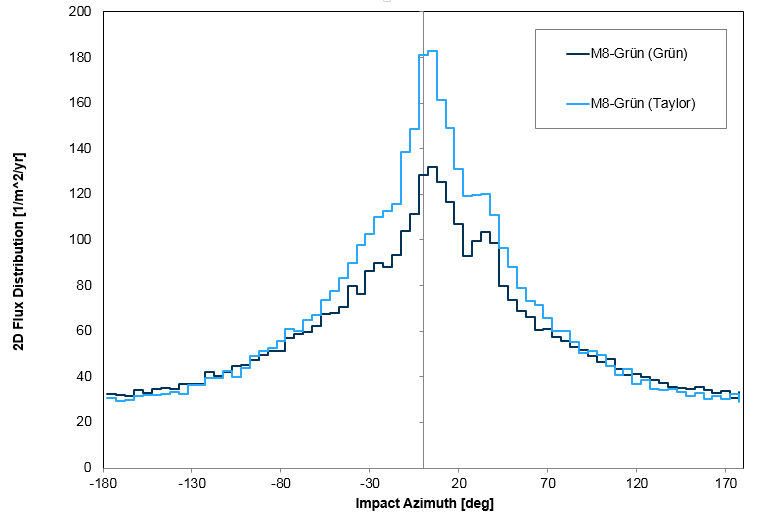 200
180
160
140
120
100
80
60
40
20
0
2D Flux Distribution [1/m^2/yr]
M8-Grün (Grün)
M8-Grün (Taylor)
-180 -130 -80 -30 20 70 120 170
Impact Azimuth [deg]